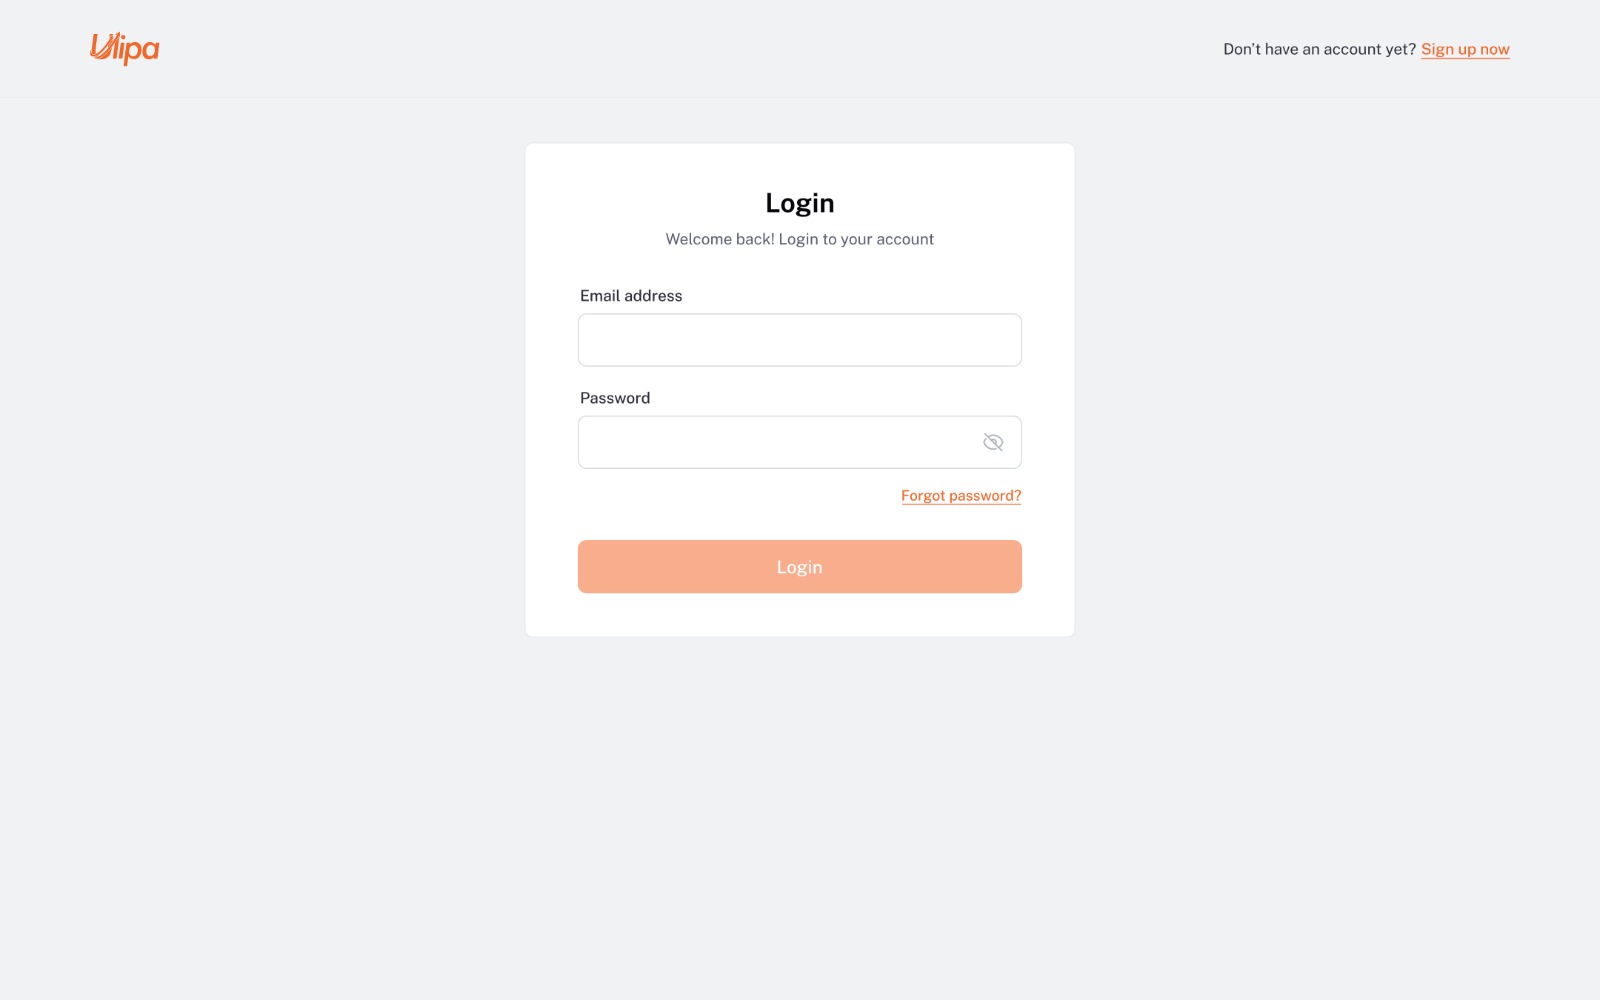 Ulipa
Don't have an account yet? Sign up now
Login
Welcome back! Login to your account
Email address
Password
Forgot password?
Login